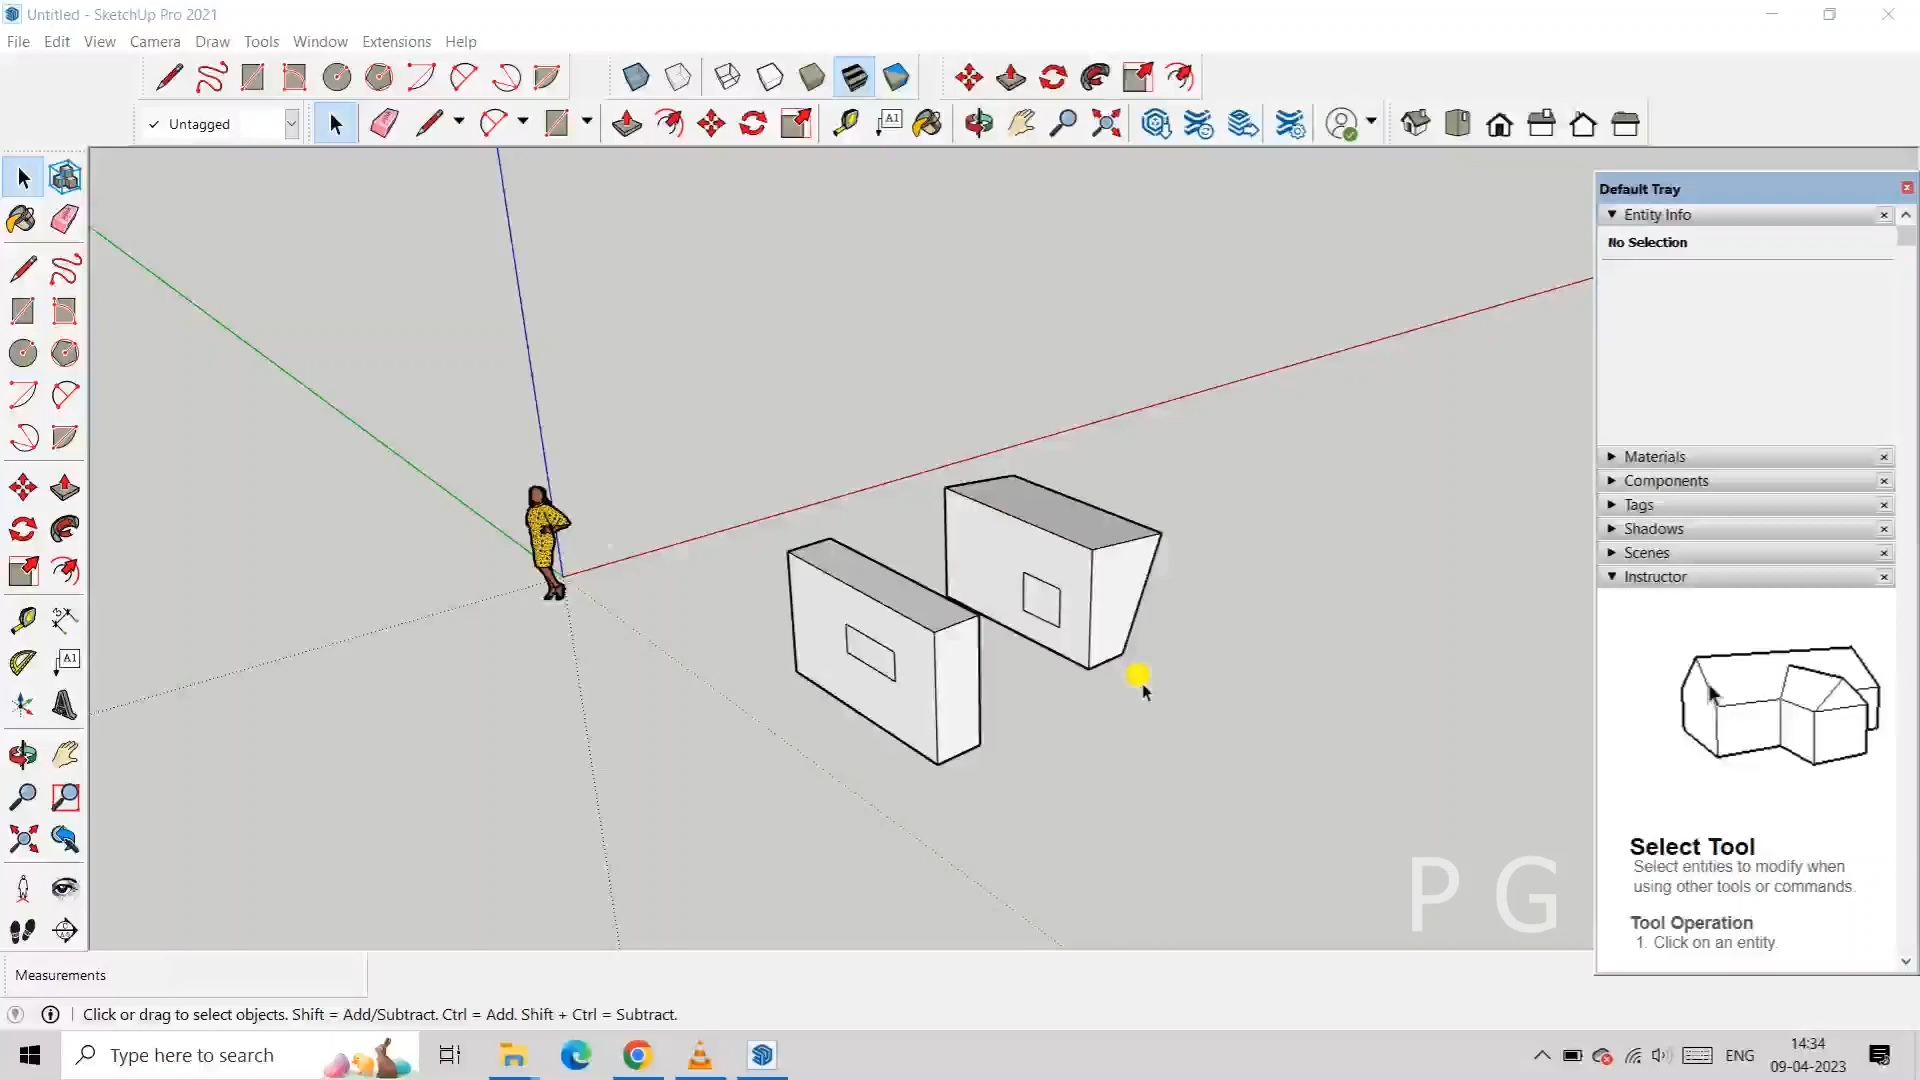 Untitled - SketchUp Pro 2021
File Edit View Camera Draw Tools Window Extensions Help
Untagged
A1
Default Tray
Entity Info
No Selection
Materials
Components
Tags
Shadows
Scenes
Instructor
A1
Select Tool
Select entities to modify when
using other tools or commands.
Tool Operation
1. Click on an entity.
P G
Measurements
Click or drag to select objects. Shift = Add/Subtract. Ctrl = Add. Shift + Ctrl = Subtract.
Type here to search
ENG
14:34
09-04-2023